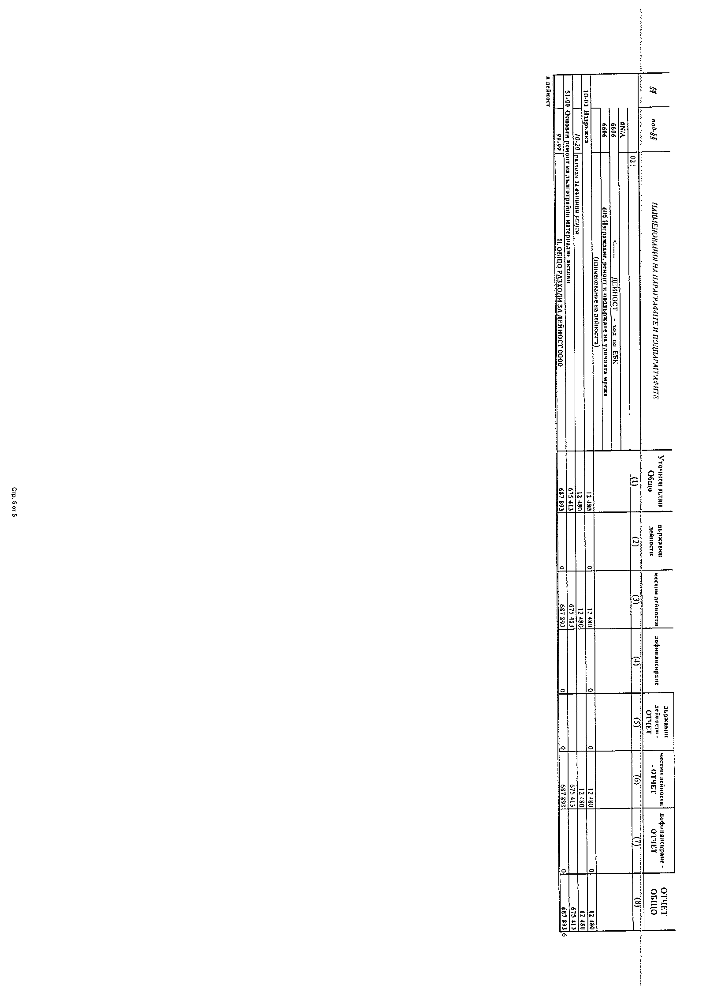 §§ под-§§ НАИМЕНОВАНИЯ НА ПАРАГРАФИТЕ И ПОДПАРАГРАФИТЕ Уточнен план Общо държавни дейности местни дейности дофинансиране държавни дейности - ОТЧЕТ местни дейности - ОТЧЕТ дофинансиране - ОТЧЕТ ОТЧЕТ ОБЩО
02 (1) (2) (3) (4) (5) (6) (7) (8)
#N/A
6606 <----- ДЕЙНОСТ - код по ЕБК
6606 606 Изграждане, ремонт и поддържане на уличната мрежа
(наименование на дейността)
10-00 Издръжка 12 480 0 12 480 0 0 12 480 0 12 480
10-20 разходи за външни услуги 12 480 12 480 12 480 12 480
51-00 Основен ремонт на дълготрайни материални активи 675 413 675 413 675 413 675 413
99-99 II. ОБЩО РАЗХОДИ ЗА ДЕЙНОСТ 0000 687 893 0 687 893 0 0 687 893 0 687 893 6
а дейност
Стр. 5 от 5